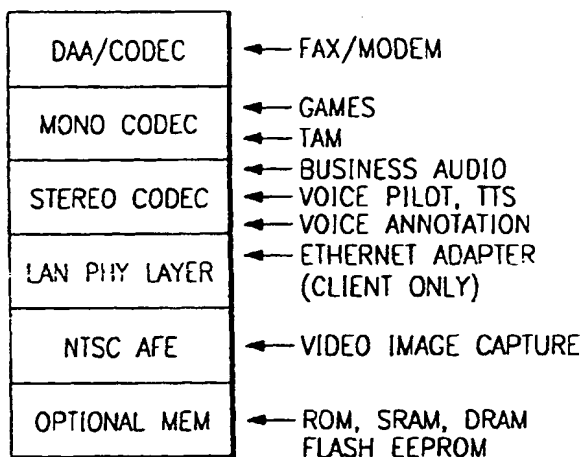 DAA/CODEC
FAX/MODEM
MONO CODEC
GAMES
TAM
STEREO CODEC
BUSINESS AUDIO
VOICE PILOT, TTS
VOICE ANNOTATION
LAN PHY LAYER
ETHERNET ADAPTER
(CLIENT ONLY)
NTSC AFE
VIDEO IMAGE CAPTURE
OPTIONAL MEM
ROM, SRAM, DRAM
FLASH EEPROM